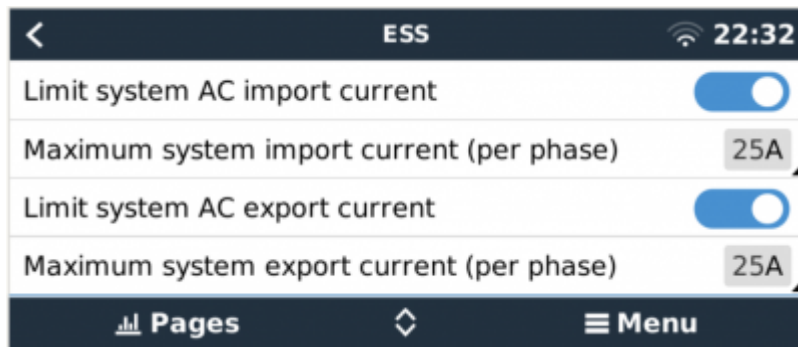 ESS 22:32
Limit system AC import current
Maximum system import current (per phase) 25A
Limit system AC export current
Maximum system export current (per phase) 25A
Pages Menu